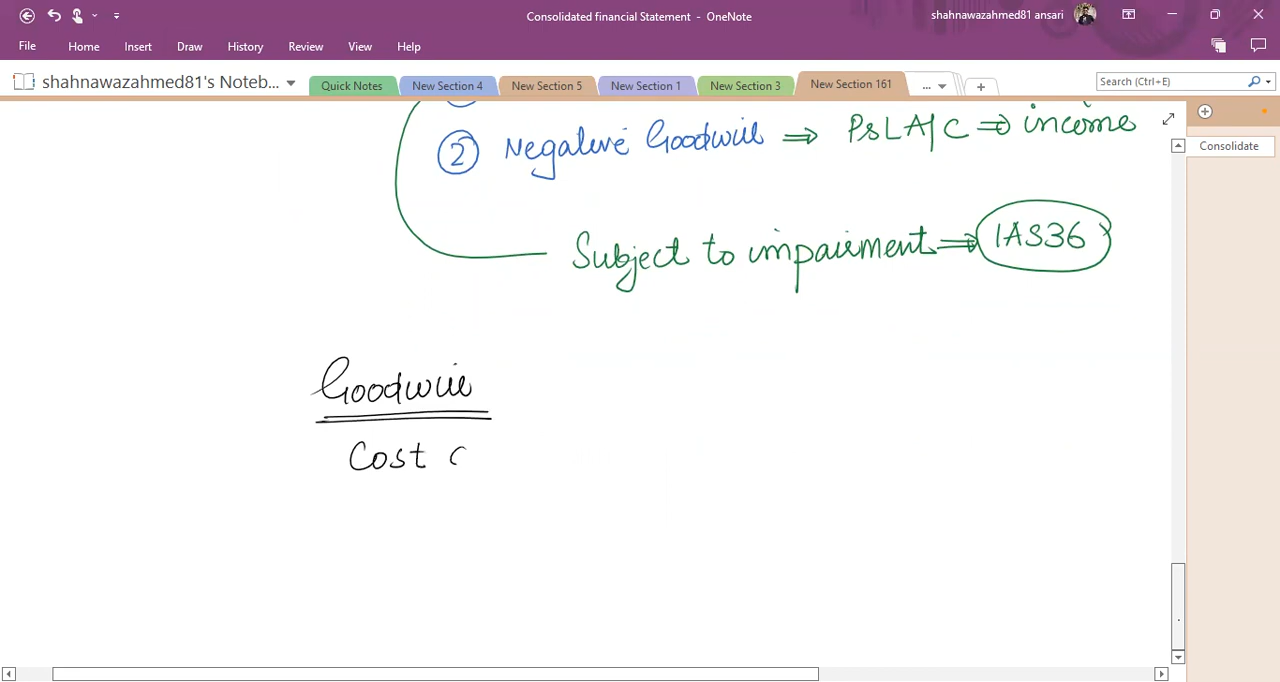 Consolidated financial Statement - OneNote
shahnawazahmed81 ansari
File Home Insert Draw History Review View Help
shahnawazahmed81's Noteb...
Quick Notes New Section 4 New Section 5 New Section 1 New Section 3 New Section 161 ... +
Search (Ctrl+E)
Consolidate
2 Negative Goodwill ⇒ P&L A/C ⇒ income
Subject to impairment ⇒ IAS36
Goodwill
Cost